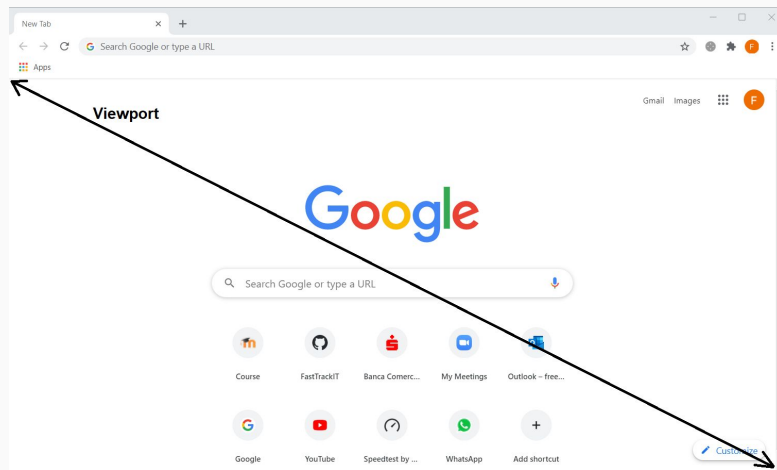 New Tab
Search Google or type a URL
Apps
Gmail Images
F
F
Viewport
Google
Search Google or type a URL
Course FastTrackIT Banca Comerc... My Meetings Outlook – free...
Google YouTube Speedtest by ... WhatsApp Add shortcut
Customize